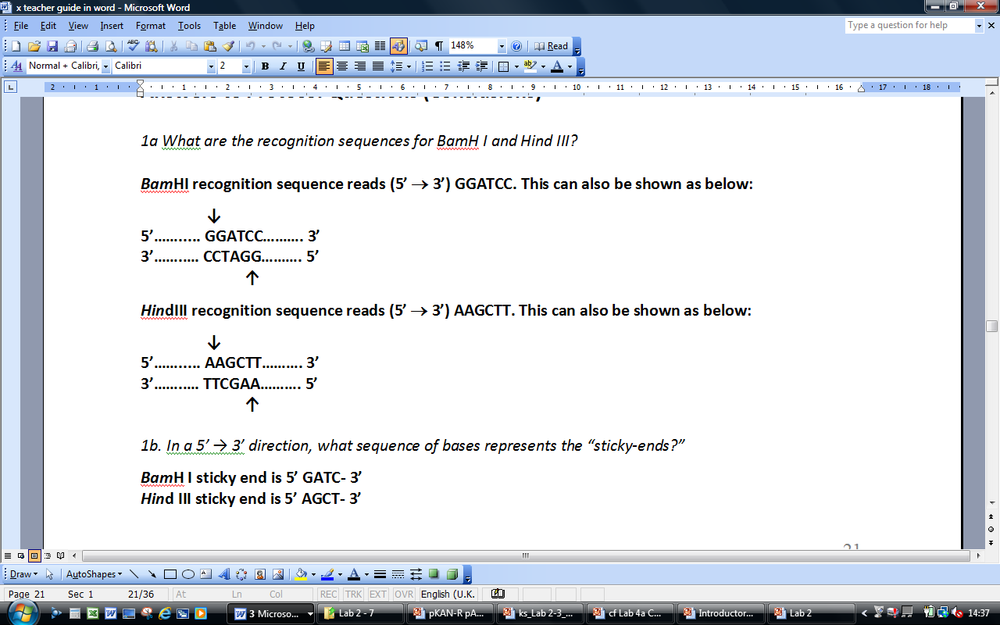 x teacher guide in word - Microsoft Word
File Edit View Insert Format Tools Table Window Help
Type a question for help
148%
Read
Normal + Calibri,
Calibri
2
B I U
2 1 1 2 3 4 5 6 7 8 9 10 11 12 13 14 15 16 17 18
1a What are the recognition sequences for BamH I and Hind III?
BamHI recognition sequence reads (5’ → 3’) GGATCC. This can also be shown as below:
↓
5’……..... GGATCC………. 3’
3’……..… CCTAGG………. 5’
↑
HindIII recognition sequence reads (5’ → 3’) AAGCTT. This can also be shown as below:
↓
5’……..... AAGCTT………. 3’
3’……..… TTCGAA………. 5’
↑
1b. In a 5’ → 3’ direction, what sequence of bases represents the “sticky-ends?”
BamH I sticky end is 5’ GATC- 3’
Hind III sticky end is 5’ AGCT- 3’
Draw AutoShapes
Page 21 Sec 1 21/36 At Ln Col REC TRK EXT OVR English (U.K.
3 Microso... Lab 2 - 7 pKAN-R pA... ks_Lab 2-3_... cf Lab 4a C... Introductor... Lab 2 14:37